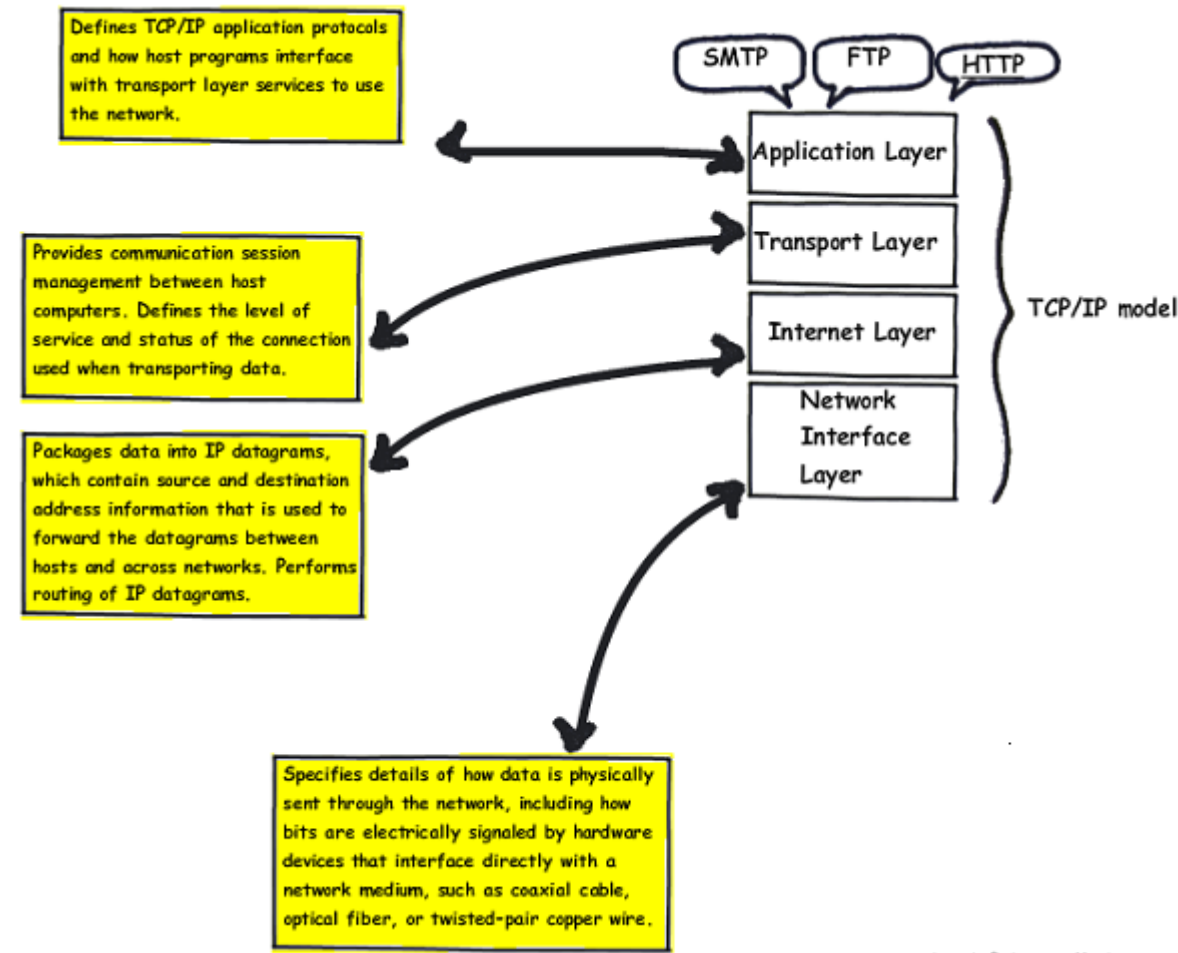 Defines TCP/IP application protocols
and how host programs interface
with transport layer services to use
the network.
SMTP
FTP
HTTP
Application Layer
Transport Layer
Internet Layer
Network
Interface
Layer
TCP/IP model
Provides communication session
management between host
computers. Defines the level of
service and status of the connection
used when transporting data.
Packages data into IP datagrams,
which contain source and destination
address information that is used to
forward the datagrams between
hosts and across networks. Performs
routing of IP datagrams.
Specifies details of how data is physically
sent through the network, including how
bits are electrically signaled by hardware
devices that interface directly with a
network medium, such as coaxial cable,
optical fiber, or twisted-pair copper wire.